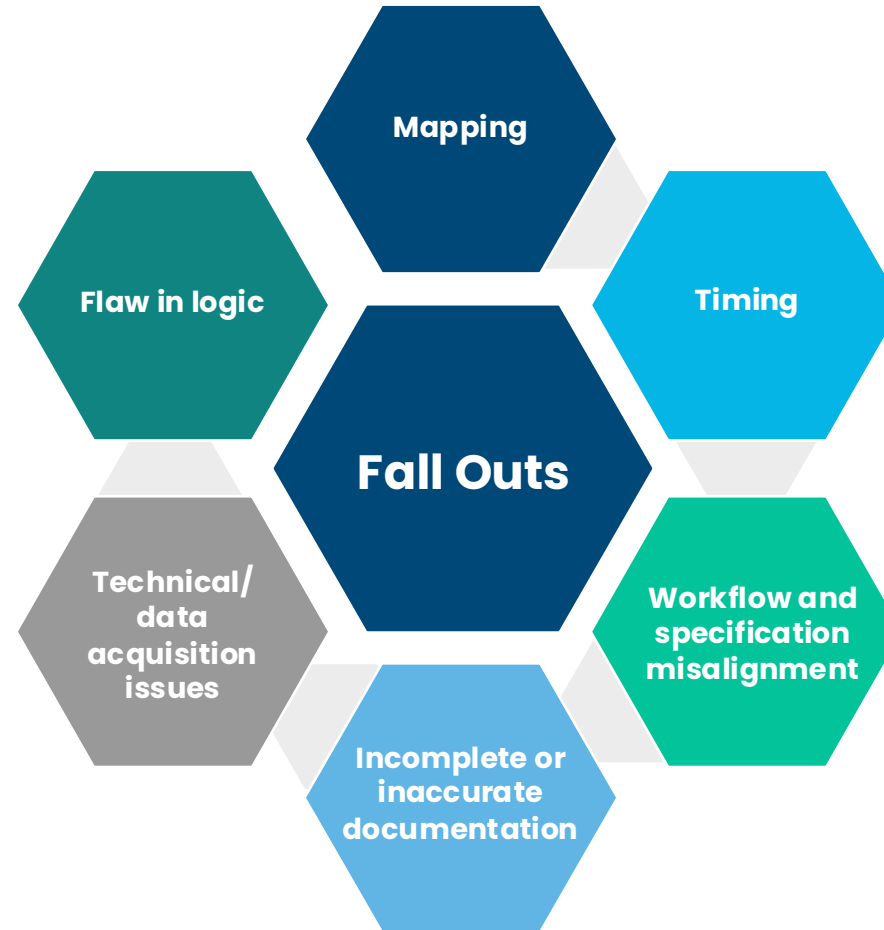 Mapping
Flaw in logic
Timing
Fall Outs
Technical/
data
acquisition
issues
Workflow and
specification
misalignment
Incomplete or
inaccurate
documentation